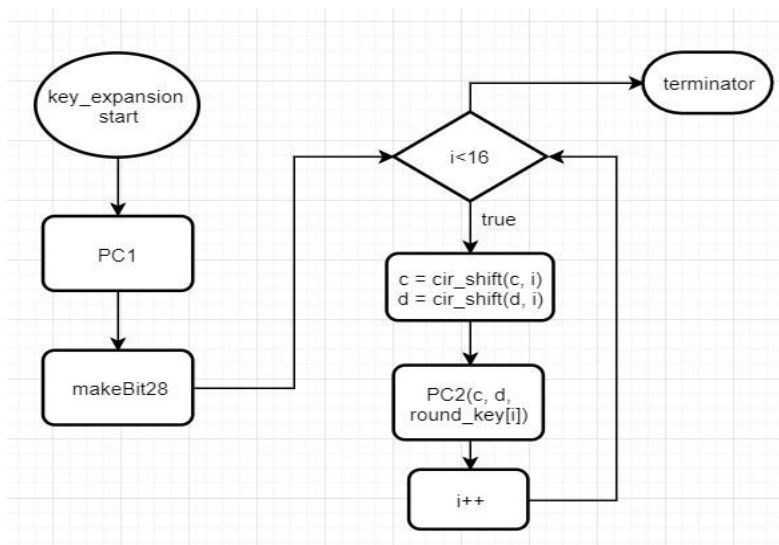 key_expansion
start
PC1
makeBit28
terminator
i<16
true
c = cir_shift(c, i)
d = cir_shift(d, i)
PC2(c, d,
round_key[i])
i++